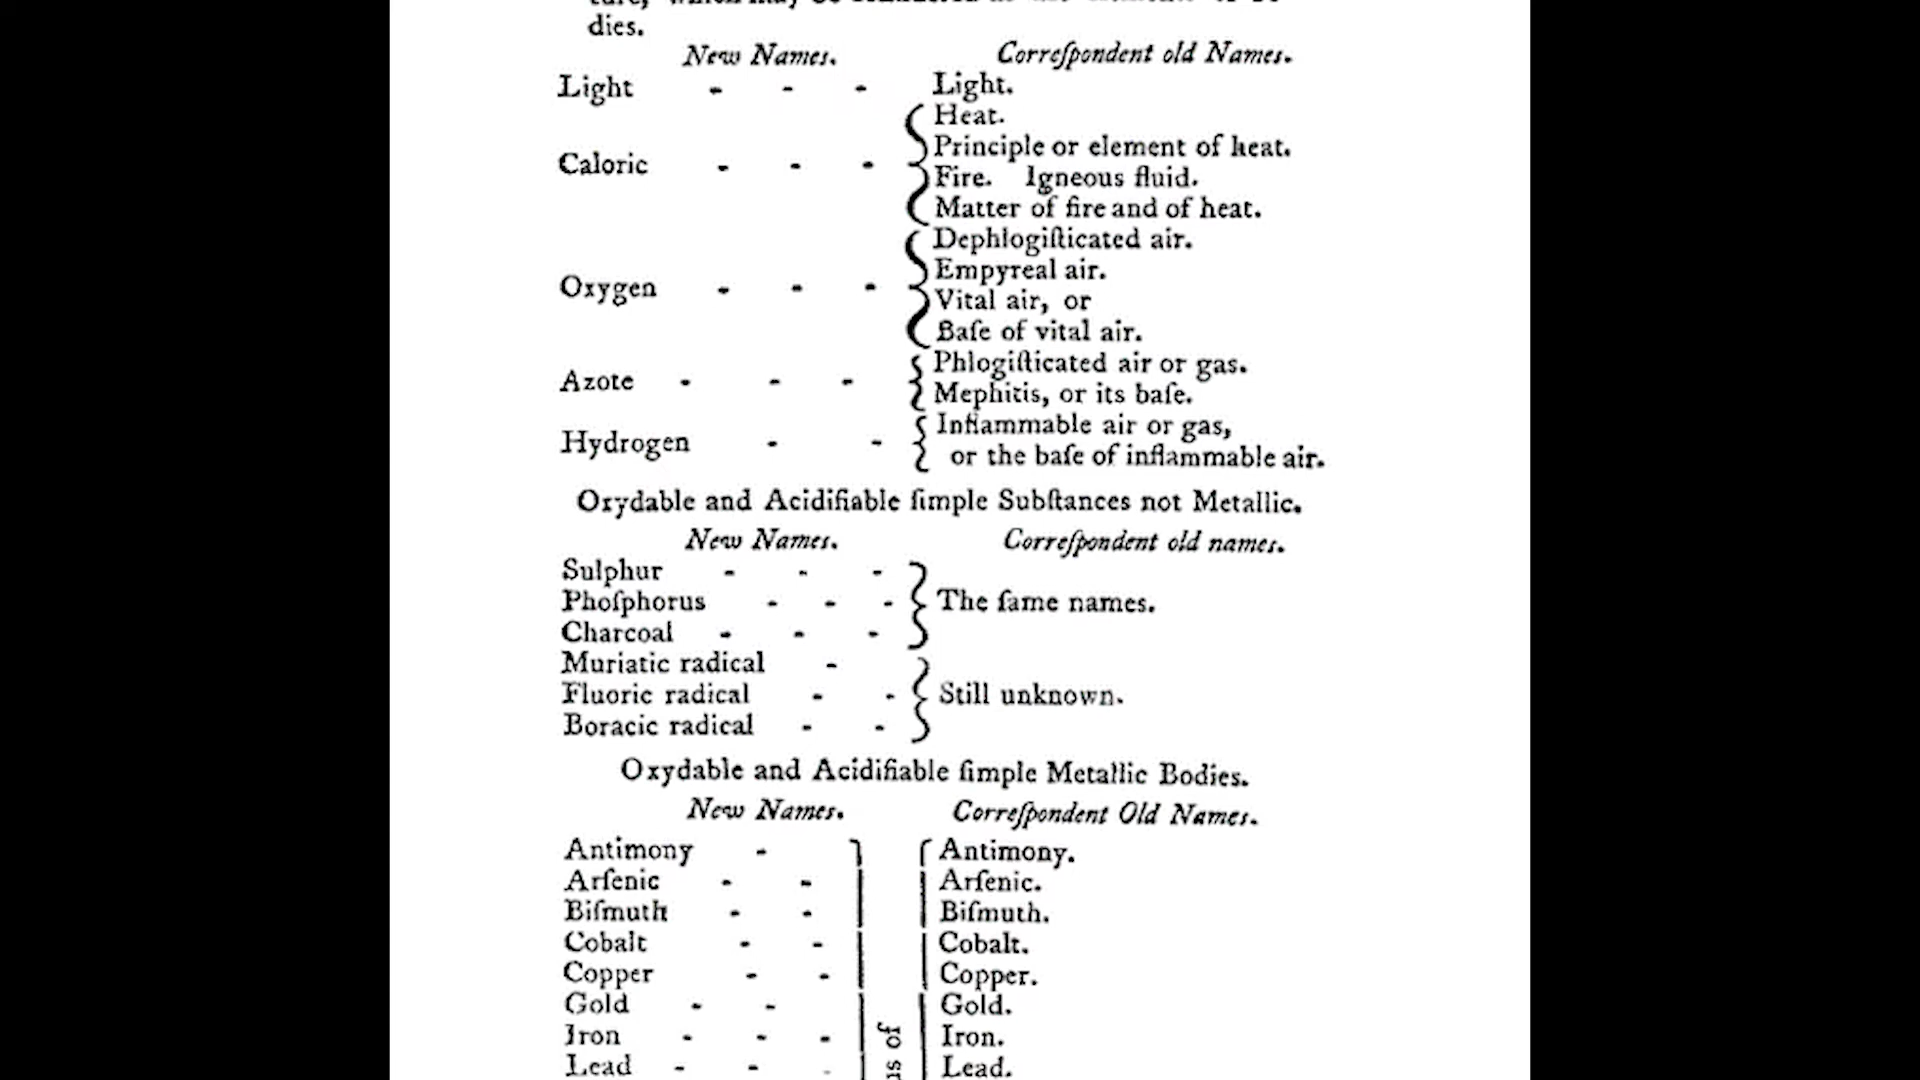 dies.
New Names. Correſpondent old Names.
Light - - - Light.
Heat.
Principle or element of heat.
Caloric - - - Fire. Igneous fluid.
Matter of fire and of heat.
Dephlogiſticated air.
Empyreal air.
Oxygen - - - Vital air, or
Baſe of vital air.
Phlogiſticated air or gas.
Azote - - - Mephitis, or its baſe.
Inflammable air or gas,
Hydrogen - - or the baſe of inflammable air.
Oxydable and Acidifiable ſimple Subſtances not Metallic.
New Names. Correſpondent old names.
Sulphur - - -
Phoſphorus - - - The ſame names.
Charcoal - - -
Muriatic radical -
Fluoric radical - - Still unknown.
Boracic radical - -
Oxydable and Acidifiable ſimple Metallic Bodies.
New Names. Correſpondent Old Names.
Antimony - Antimony.
Arſenic - - Arſenic.
Biſmuth - - Biſmuth.
Cobalt - - Cobalt.
Copper - - Copper.
Gold - - Gold.
Iron - - - Iron.
Lead - - - Lead.
of